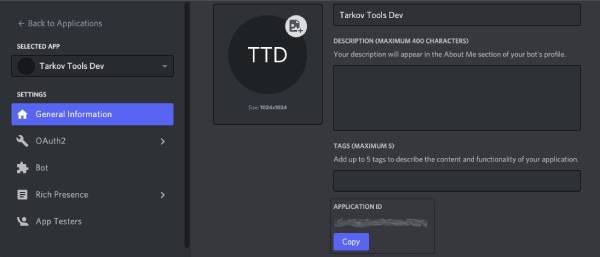 ← Back to Applications
SELECTED APP
Tarkov Tools Dev
SETTINGS
General Information
OAuth2
Bot
Rich Presence
App Testers
TTD
Size: 1024x1024
Tarkov Tools Dev
DESCRIPTION (MAXIMUM 400 CHARACTERS)
Your description will appear in the About Me section of your bot's profile.
TAGS (MAXIMUM 5)
Add up to 5 tags to describe the content and functionality of your application.
APPLICATION ID
Copy